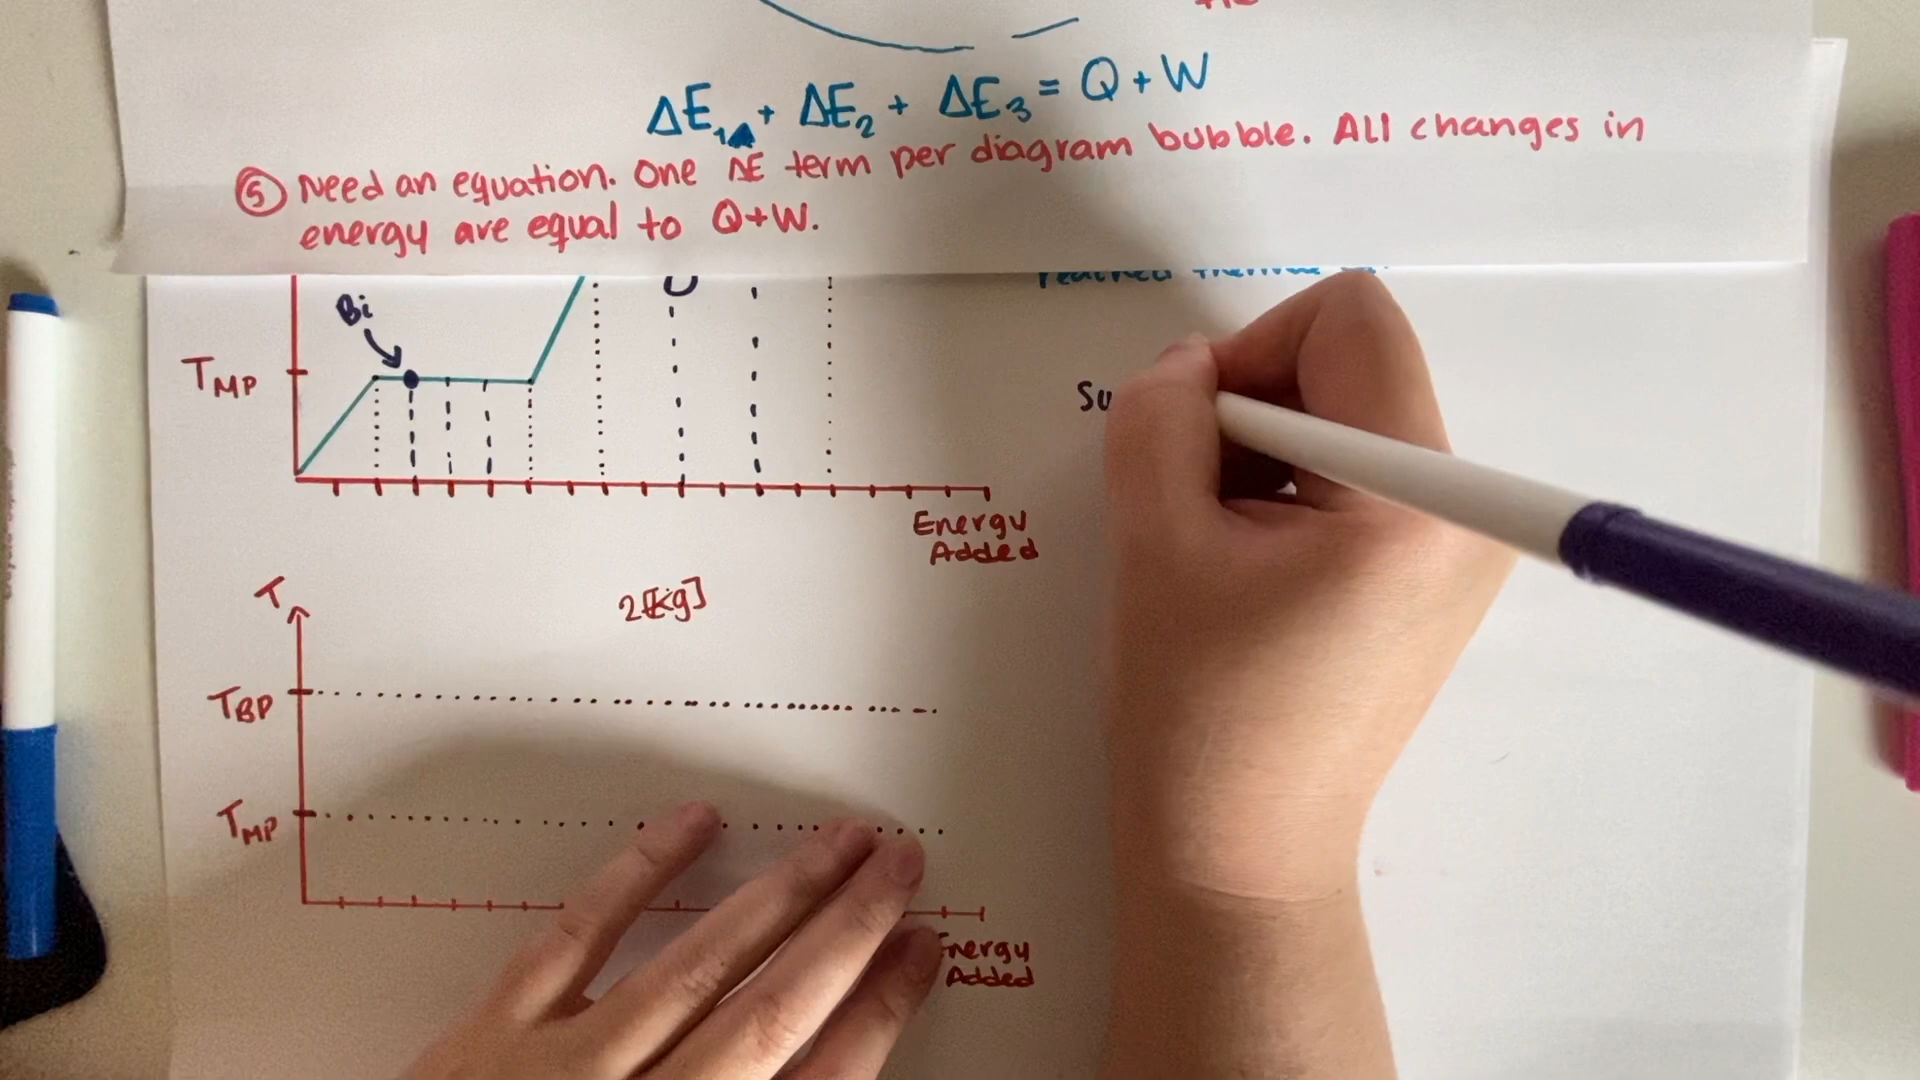 ΔE₁ + ΔE₂ + ΔE₃ = Q + W
⑤ Need an equation. One ΔE term per diagram bubble. All changes in
energy are equal to Q+W.
Bi
TMP
Su
Energy
Added
T
2[kg]
TBP
TMP
Energy
Added